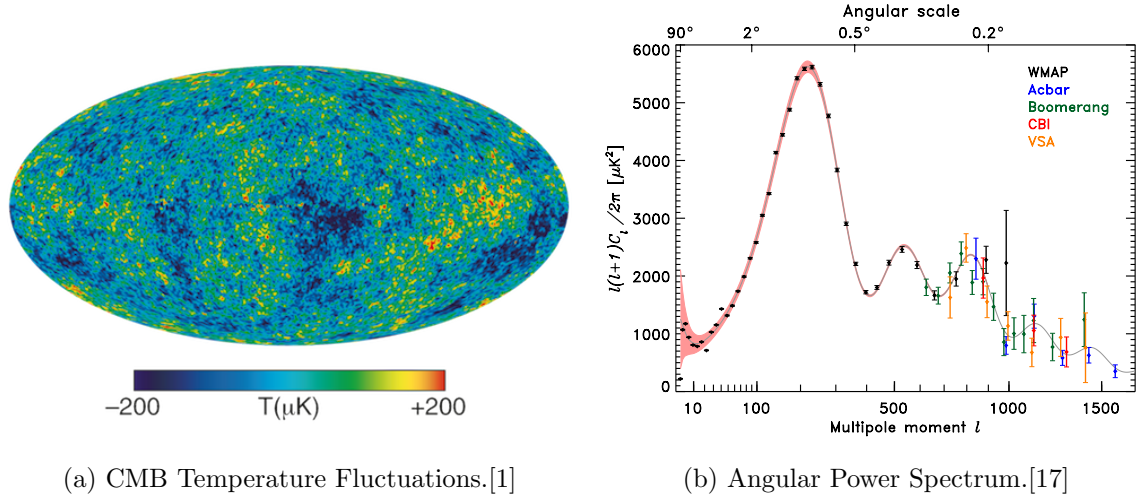 −200
T(μK)
+200
(a) CMB Temperature Fluctuations.[1]
Angular scale
90°
2°
0.5°
0.2°
6000
5000
4000
3000
2000
1000
0
l(l+1)C_l/2π [μK²]
WMAP
Acbar
Boomerang
CBI
VSA
10
100
500
1000
1500
Multipole moment l
(b) Angular Power Spectrum.[17]